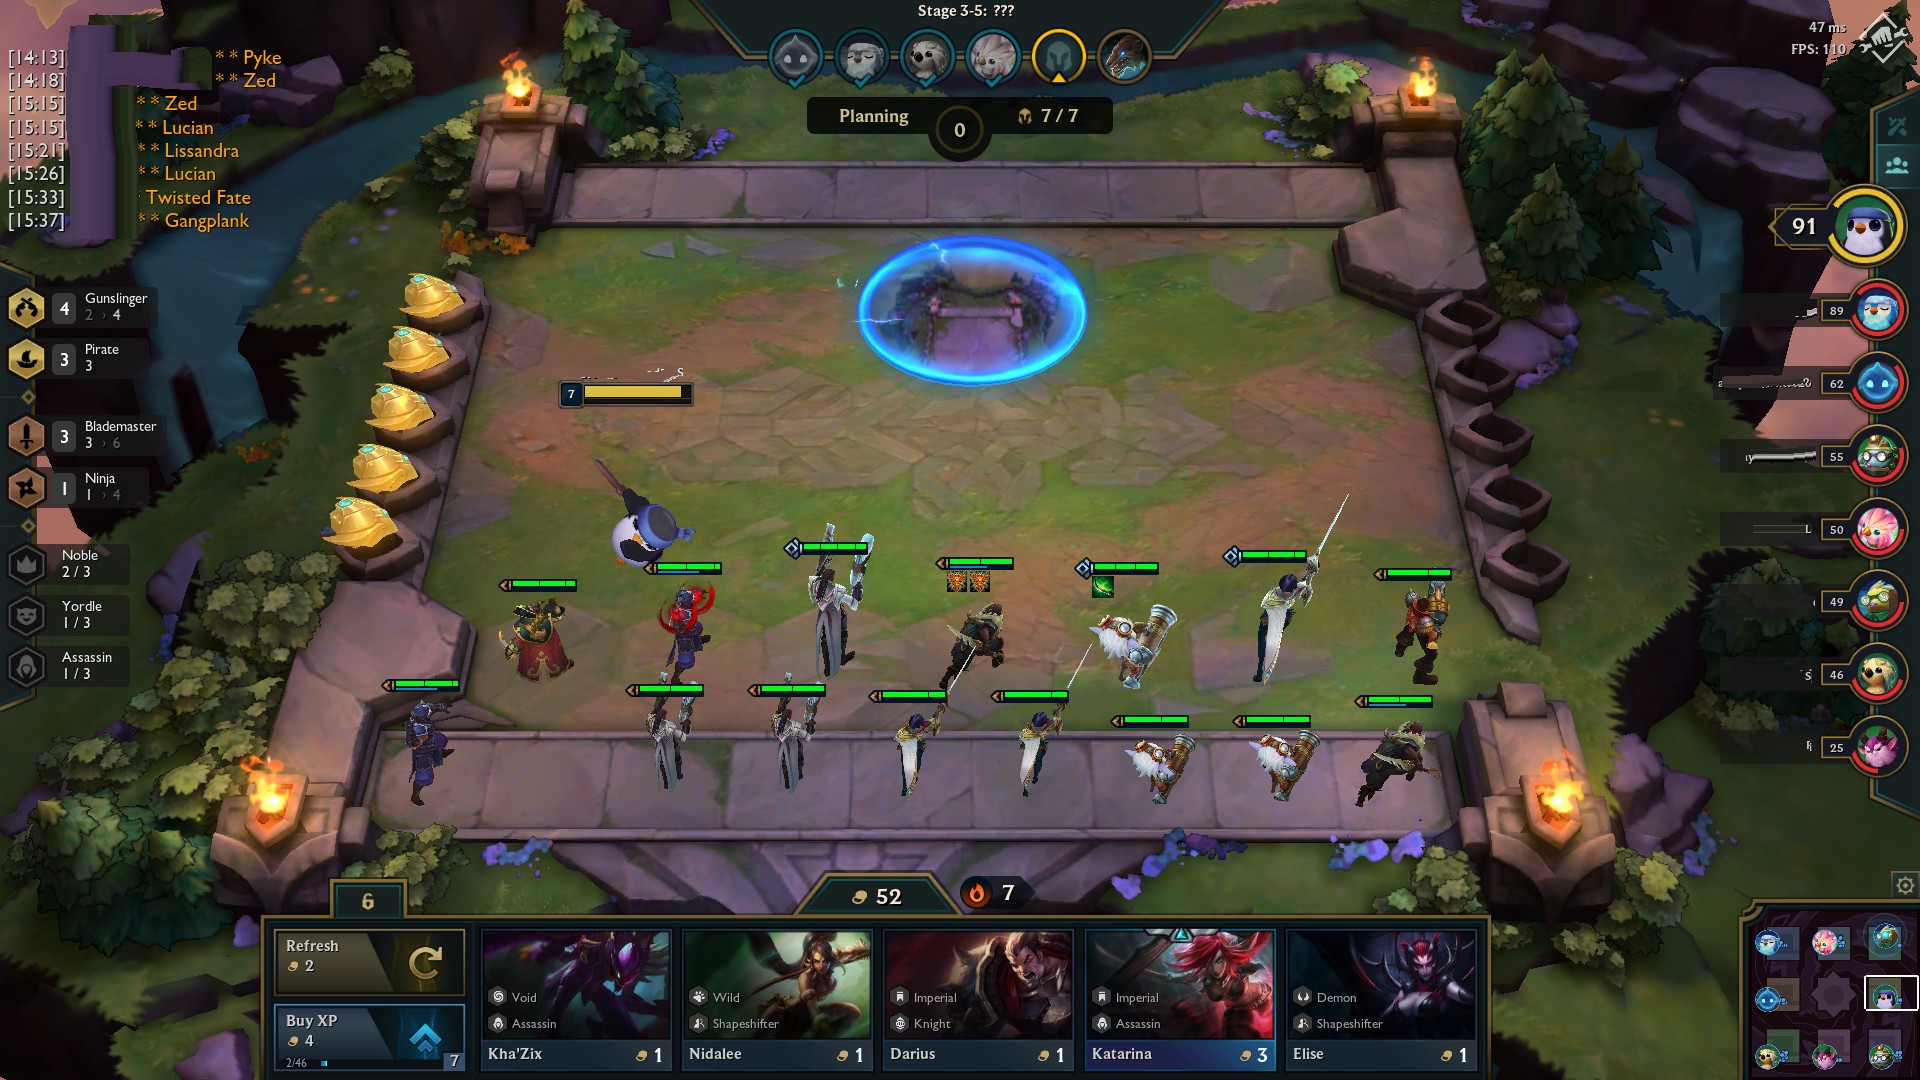 Stage 3-5: ???
47 ms
FPS: 110
[14:13] * * Pyke
[14:18] * * Zed
[15:15] * * Zed
[15:15] * * Lucian
[15:21] * * Lissandra
[15:26] * * Lucian
[15:33] Twisted Fate
[15:37] * * Gangplank
Planning
0
7 / 7
4
Gunslinger
2 › 4
3
Pirate
3
3
Blademaster
3 › 6
1
Ninja
1 › 4
Noble
2 / 3
Yordle
1 / 3
Assassin
1 / 3
7
91
89
62
55
50
49
46
25
6
52
7
Refresh
2
Buy XP
4
2/46
7
Void
Assassin
Kha'Zix
1
Wild
Shapeshifter
Nidalee
1
Imperial
Knight
Darius
1
Imperial
Assassin
Katarina
3
Demon
Shapeshifter
Elise
1